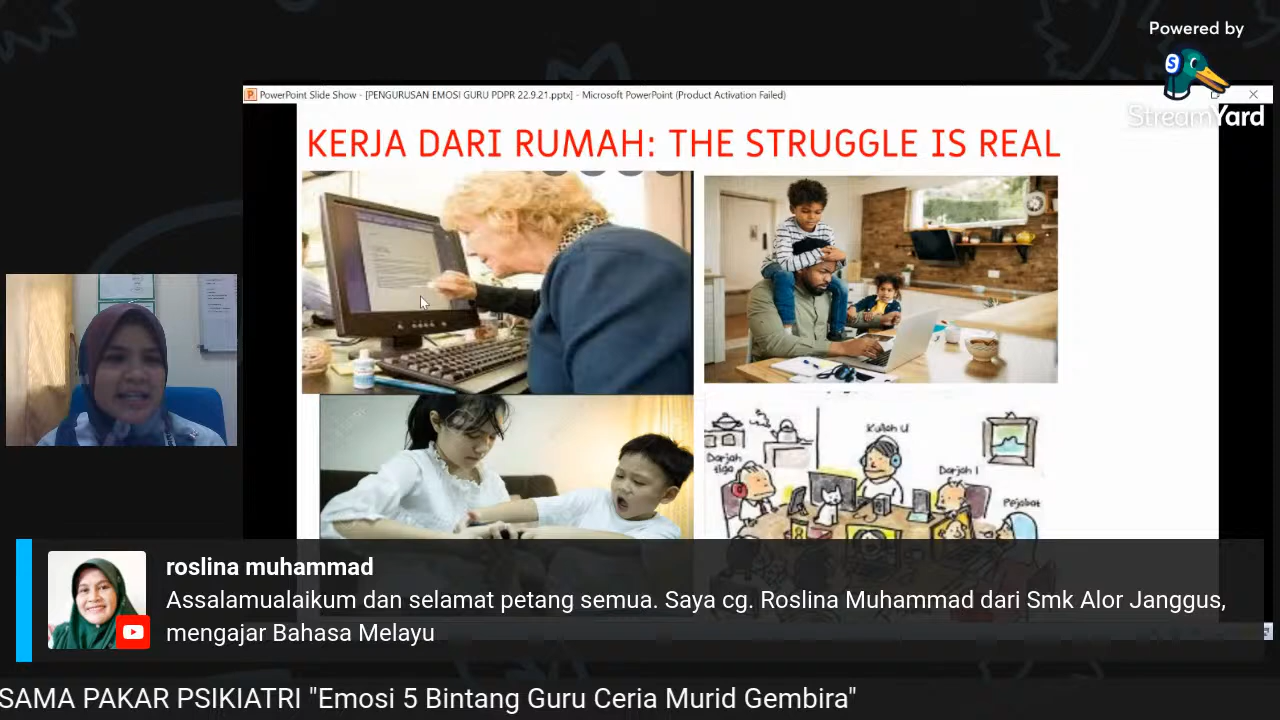 Powered by
StreamYard
PowerPoint Slide Show - [PENGURUSAN EMOSI GURU PDPR 22.9.21.pptx] - Microsoft PowerPoint (Product Activation Failed)
KERJA DARI RUMAH: THE STRUGGLE IS REAL
Kuliah U
Darjah
tiga
Darjah 1
Pejabat
roslina muhammad
Assalamualaikum dan selamat petang semua. Saya cg. Roslina Muhammad dari Smk Alor Janggus,
mengajar Bahasa Melayu
SAMA PAKAR PSIKIATRI "Emosi 5 Bintang Guru Ceria Murid Gembira"